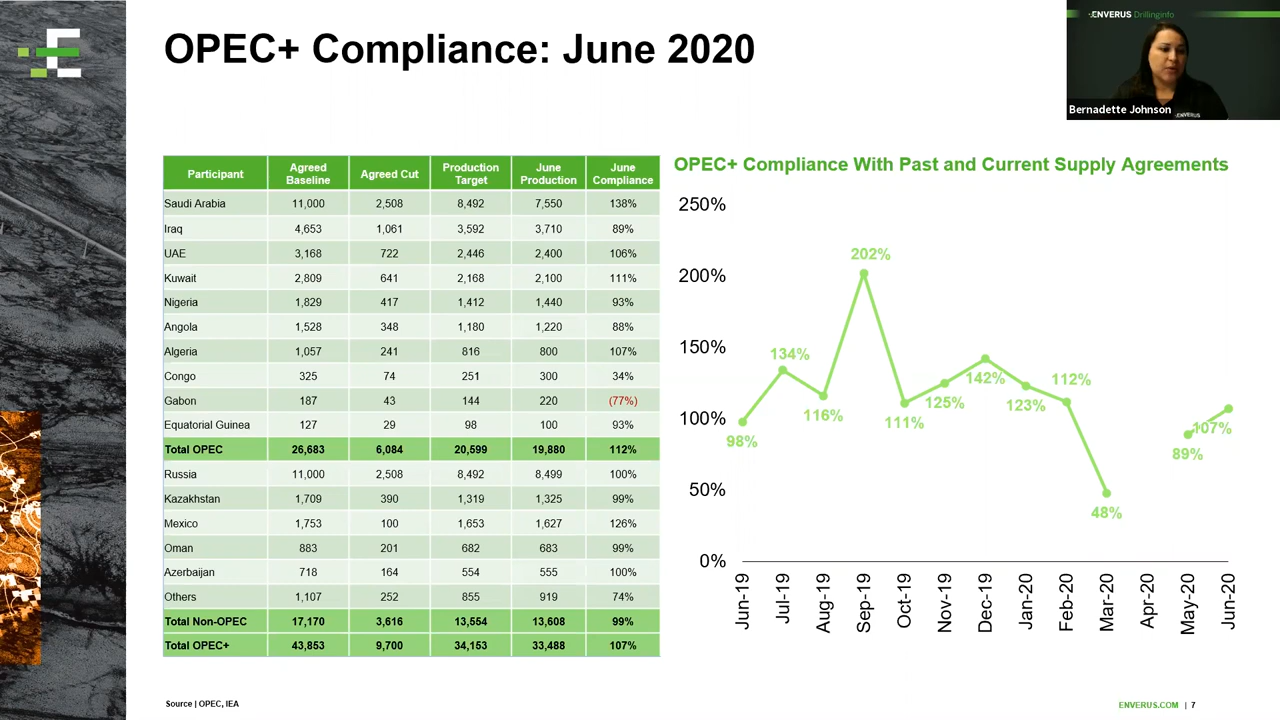 OPEC+ Compliance: June 2020
ENVERUS Drillinginfo
Bernadette Johnson
ENVERUS
Participant Agreed Baseline Agreed Cut Production Target June Production June Compliance
Saudi Arabia 11,000 2,508 8,492 7,550 138%
Iraq 4,653 1,061 3,592 3,710 89%
UAE 3,168 722 2,446 2,400 106%
Kuwait 2,809 641 2,168 2,100 111%
Nigeria 1,829 417 1,412 1,440 93%
Angola 1,528 348 1,180 1,220 88%
Algeria 1,057 241 816 800 107%
Congo 325 74 251 300 34%
Gabon 187 43 144 220 (77%)
Equatorial Guinea 127 29 98 100 93%
Total OPEC 26,683 6,084 20,599 19,880 112%
Russia 11,000 2,508 8,492 8,499 100%
Kazakhstan 1,709 390 1,319 1,325 99%
Mexico 1,753 100 1,653 1,627 126%
Oman 883 201 682 683 99%
Azerbaijan 718 164 554 555 100%
Others 1,107 252 855 919 74%
Total Non-OPEC 17,170 3,616 13,554 13,608 99%
Total OPEC+ 43,853 9,700 34,153 33,488 107%
OPEC+ Compliance With Past and Current Supply Agreements
250%
200%
150%
100%
50%
0%
98%
134%
116%
202%
111%
125%
142%
123%
112%
48%
89%
107%
Jun-19
Jul-19
Aug-19
Sep-19
Oct-19
Nov-19
Dec-19
Jan-20
Feb-20
Mar-20
Apr-20
May-20
Jun-20
Source | OPEC, IEA
ENVERUS.COM | 7